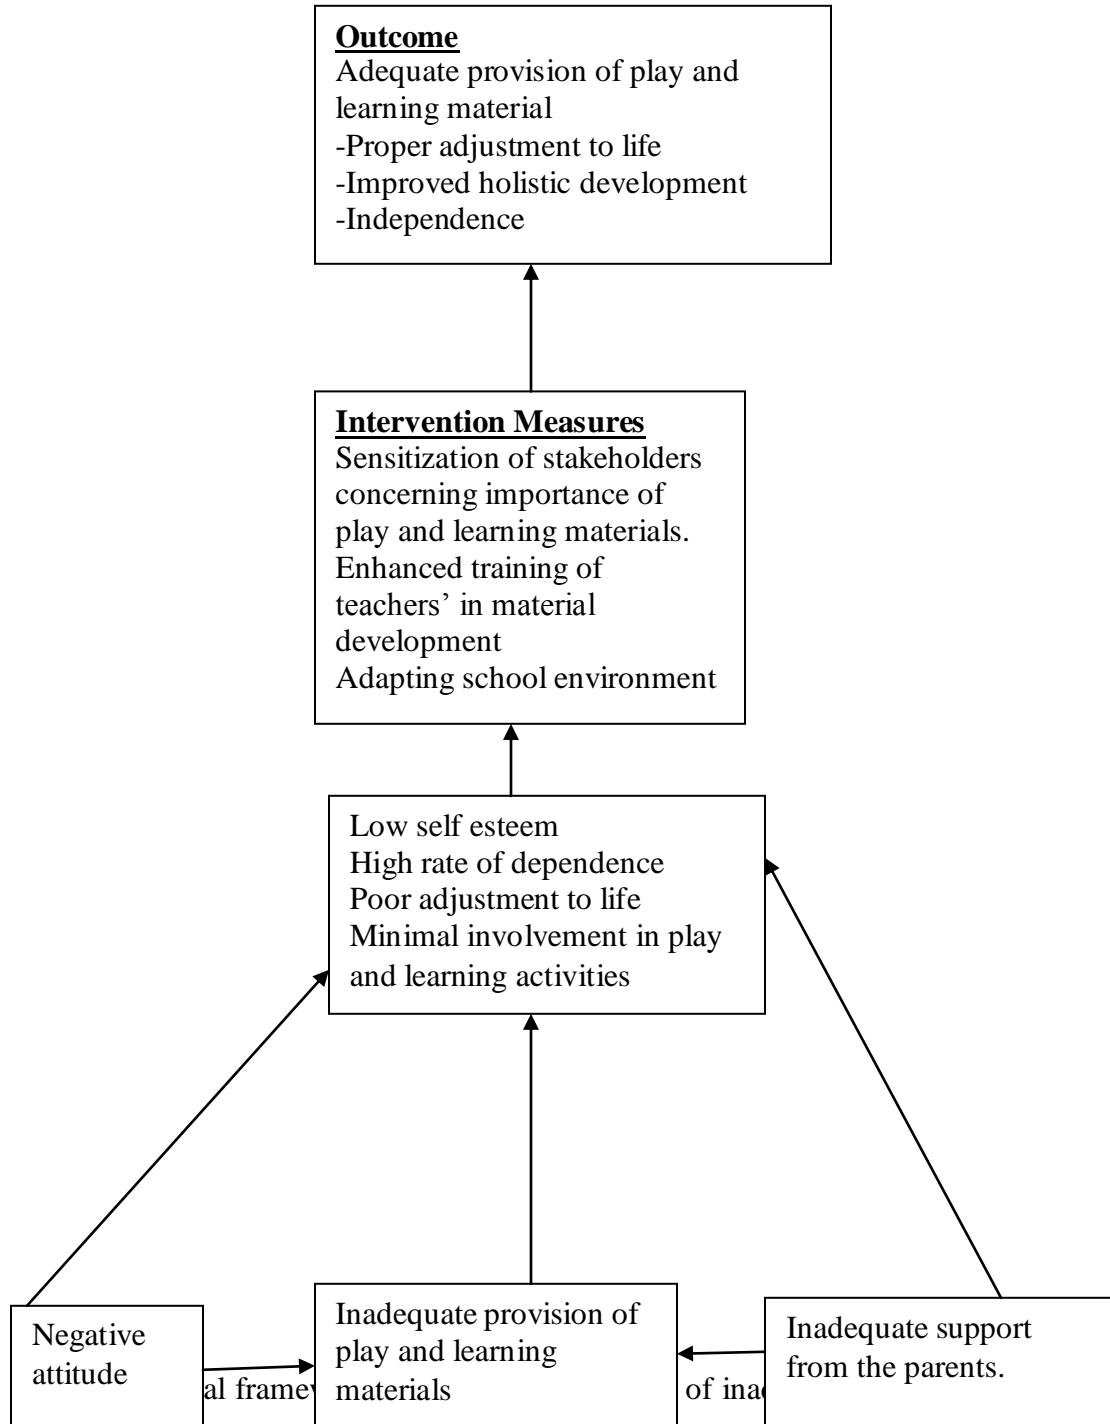 Outcome
Adequate provision of play and
learning material
-Proper adjustment to life
-Improved holistic development
-Independence
Intervention Measures
Sensitization of stakeholders
concerning importance of
play and learning materials.
Enhanced training of
teachers’ in material
development
Adapting school environment
Low self esteem
High rate of dependence
Poor adjustment to life
Minimal involvement in play
and learning activities
Negative
attitude
Inadequate provision of
play and learning
materials
Inadequate support
from the parents.
of